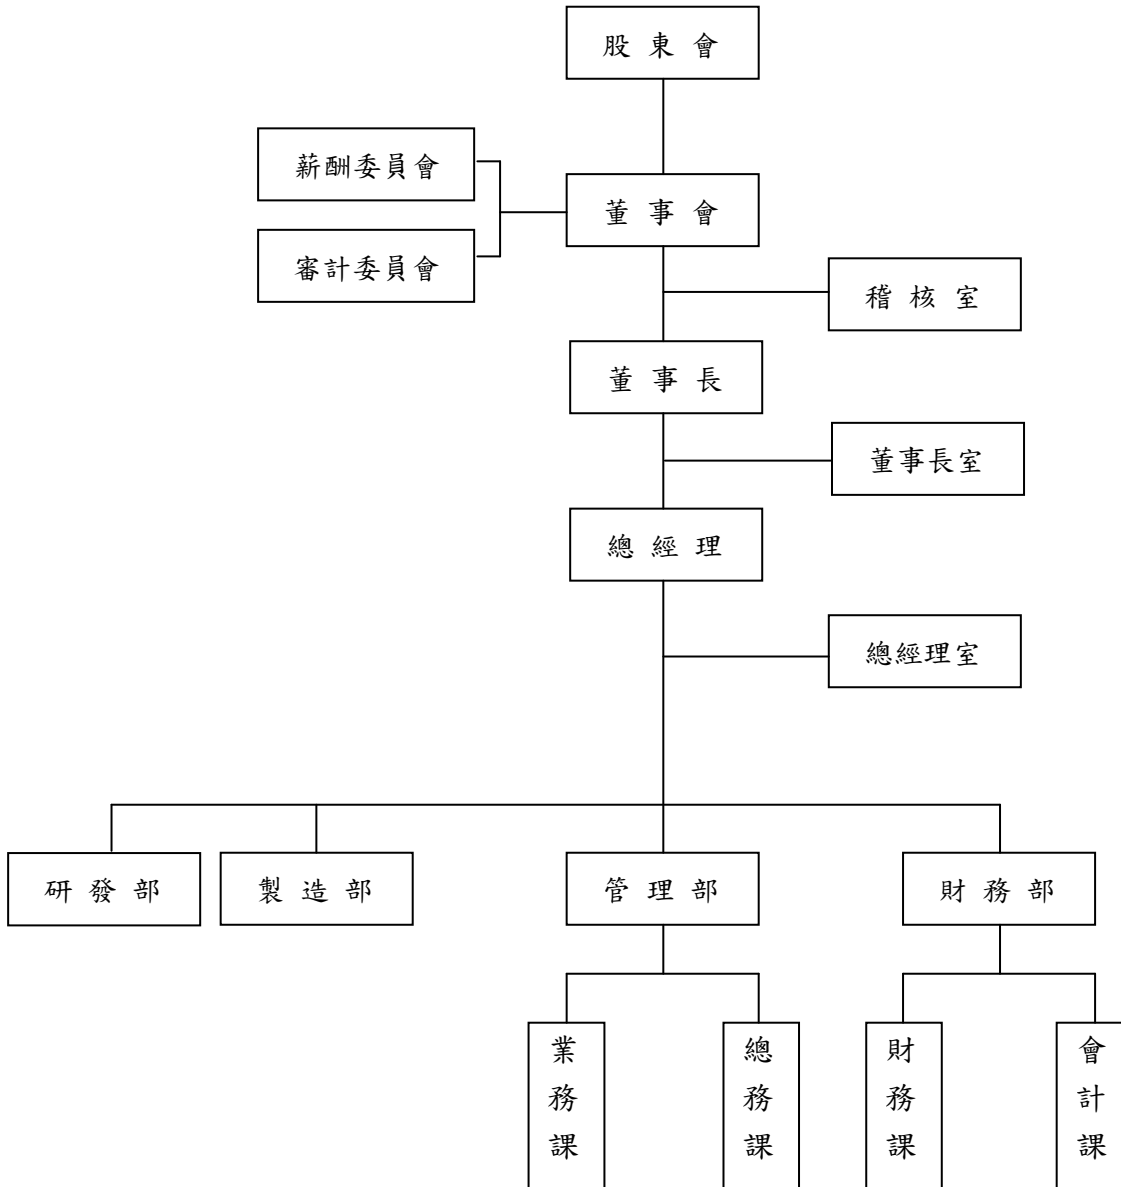 股東會
薪酬委員會
董事會
審計委員會
稽核室
董事長
董事長室
總經理
總經理室
研發部
製造部
管理部
財務部
業務課
總務課
財務課
會計課